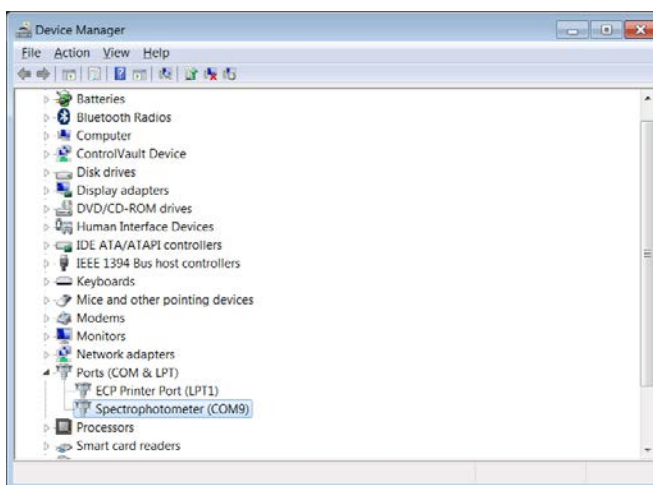 Device Manager
File Action View Help
Batteries
Bluetooth Radios
Computer
ControlVault Device
Disk drives
Display adapters
DVD/CD-ROM drives
Human Interface Devices
IDE ATA/ATAPI controllers
IEEE 1394 Bus host controllers
Keyboards
Mice and other pointing devices
Modems
Monitors
Network adapters
Ports (COM & LPT)
ECP Printer Port (LPT1)
Spectrophotometer (COM9)
Processors
Smart card readers